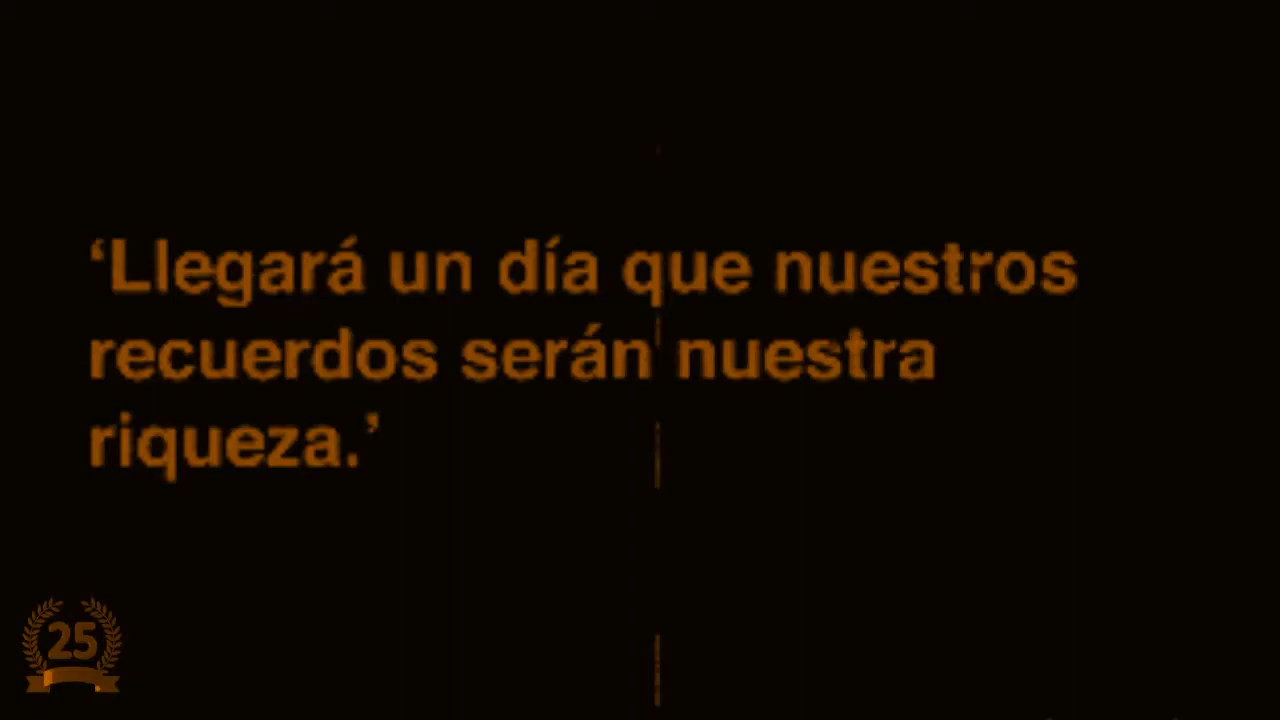 ‘Llegará un día que nuestros
recuerdos serán nuestra
riqueza.’
25